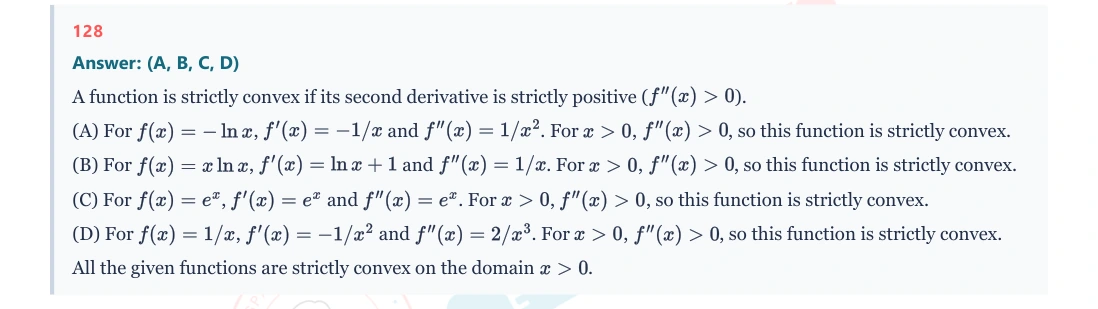 128
Answer: (A, B, C, D)
A function is strictly convex if its second derivative is strictly positive (f″(x) > 0).
(A) For f(x) = − ln x, f′(x) = −1/x and f″(x) = 1/x². For x > 0, f″(x) > 0, so this function is strictly convex.
(B) For f(x) = x ln x, f′(x) = ln x + 1 and f″(x) = 1/x. For x > 0, f″(x) > 0, so this function is strictly convex.
(C) For f(x) = eˣ, f′(x) = eˣ and f″(x) = eˣ. For x > 0, f″(x) > 0, so this function is strictly convex.
(D) For f(x) = 1/x, f′(x) = −1/x² and f″(x) = 2/x³. For x > 0, f″(x) > 0, so this function is strictly convex.
All the given functions are strictly convex on the domain x > 0.